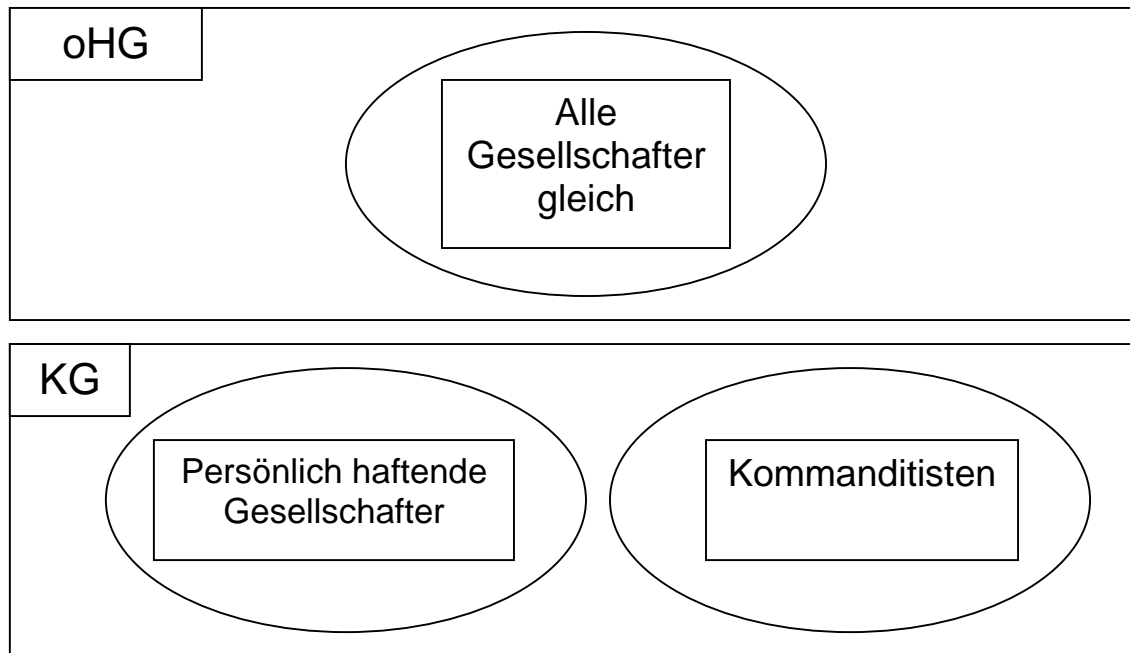 oHG
Alle
Gesellschafter
gleich
KG
Persönlich haftende
Gesellschafter
Kommanditisten